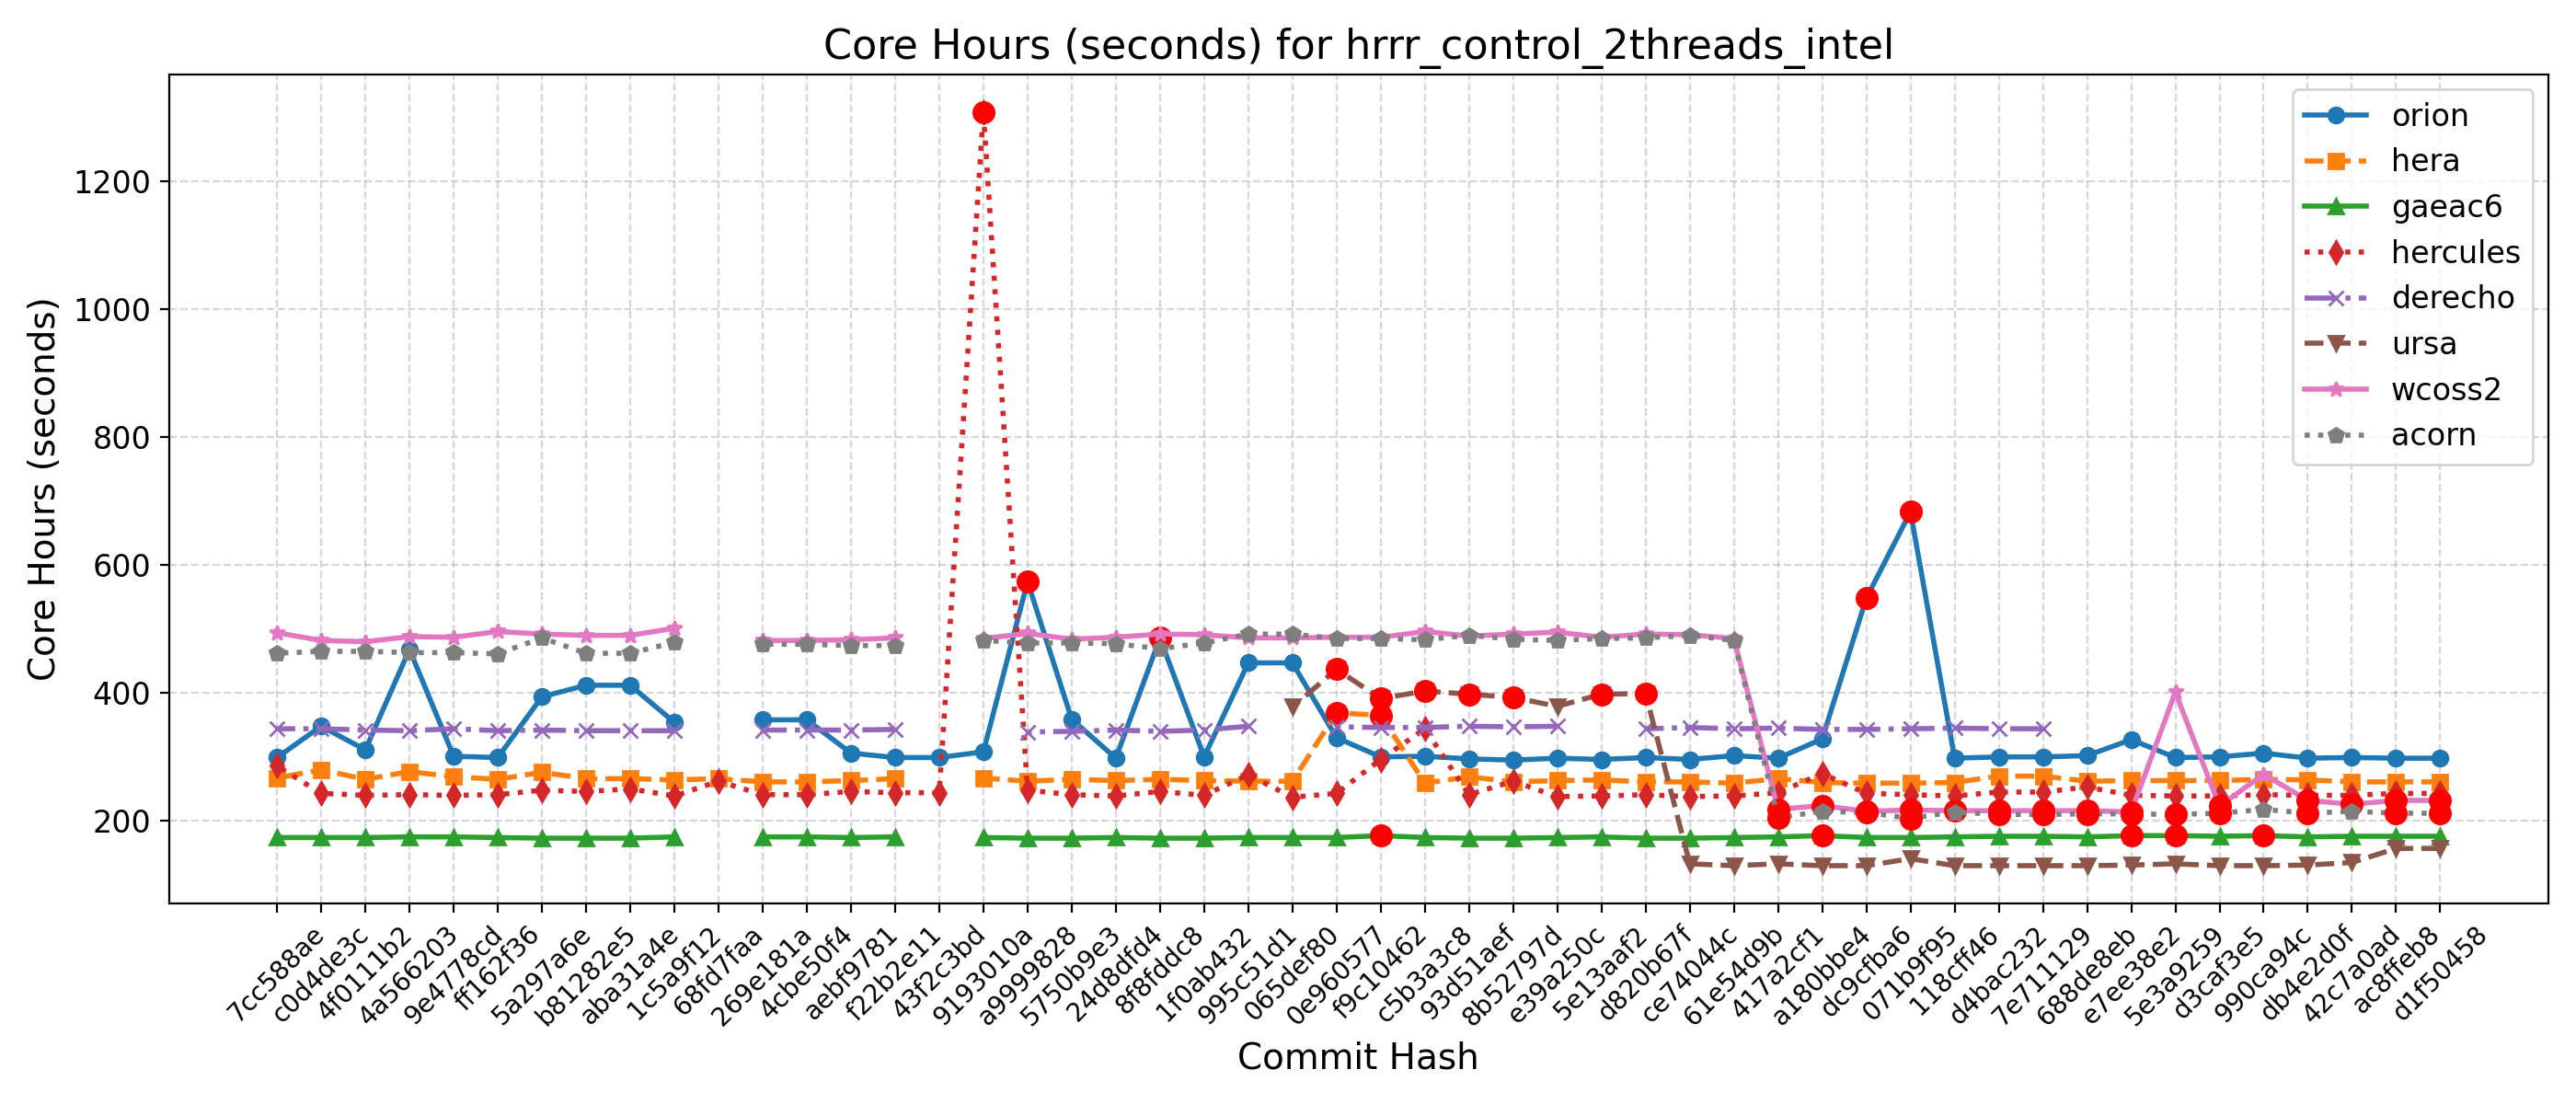 Core Hours (seconds) for hrrr_control_2threads_intel
Core Hours (seconds)
1200
1000
800
600
400
200
orion
hera
gaeac6
hercules
derecho
ursa
wcoss2
acorn
7cc588ae
c0d4de3c
4f0111b2
4a566203
9e4778cd
ff162f36
5a297a6e
b81282e5
aba31a4e
1c5a9f12
68fd7faa
269e181a
4cbe50f4
aebf9781
f22b2e11
43f2c3bd
9193010a
a9999828
5750b9e3
24d8dfd4
8f8fddc8
1f0ab432
995c51d1
065def80
0e960577
f9c10462
c5b3a3c8
93d51aef
8b52797d
e39a250c
5e13aaf2
d820b67f
ce74044c
61e54d9b
417a2cf1
a180bbe4
dc9cfba6
071b9f95
118cff46
d4bac232
7e711129
688de8eb
e7ee38e2
5e3a9259
d3caf3e5
990ca94c
db4e2d0f
42c7a0ad
ac8ffeb8
d1f50458
Commit Hash